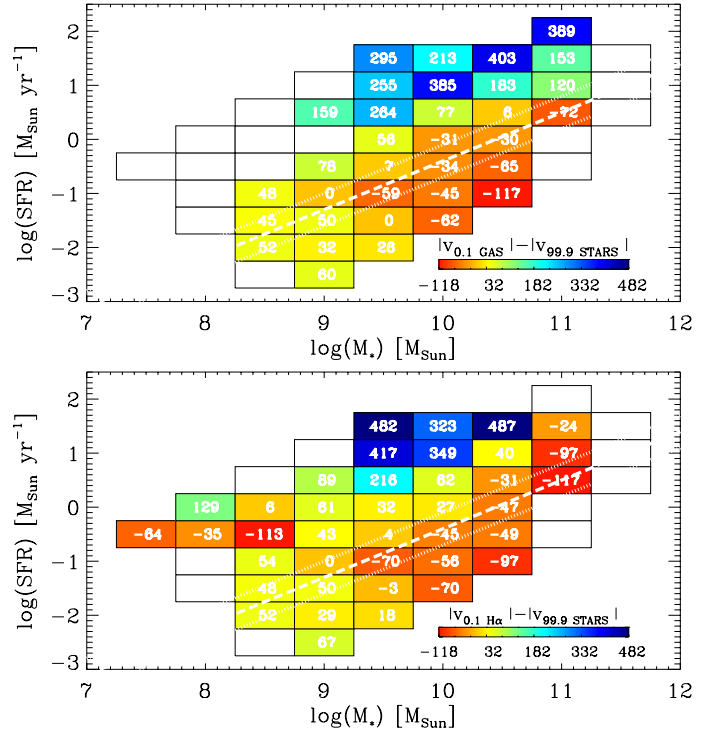 2
389
295 213 403 153
1
255 385 183 120
159 264 77 6 −72
0
56 −31 −30
78 7 −34 −65
−1
48 0 −59 −45 −117
45 50 0 −62
−2
52 32 26
60
−3
log(SFR) [M_Sun yr^−1]
|V_0.1 GAS |−|V_99.9 STARS |
−118 32 182 332 482
7 8 9 10 11 12
log(M_*) [M_Sun]
2
482 323 487 −24
1
417 349 40 −97
89 216 62 −31 −117
0
129 6 61 32 27 −47
−64 −35 −113 43 4 −45 −49
−1
54 0 −70 −56 −97
48 50 −3 −70
−2
52 29 18
67
−3
log(SFR) [M_Sun yr^−1]
|V_0.1 Hα |−|V_99.9 STARS |
−118 32 182 332 482
7 8 9 10 11 12
log(M_*) [M_Sun]